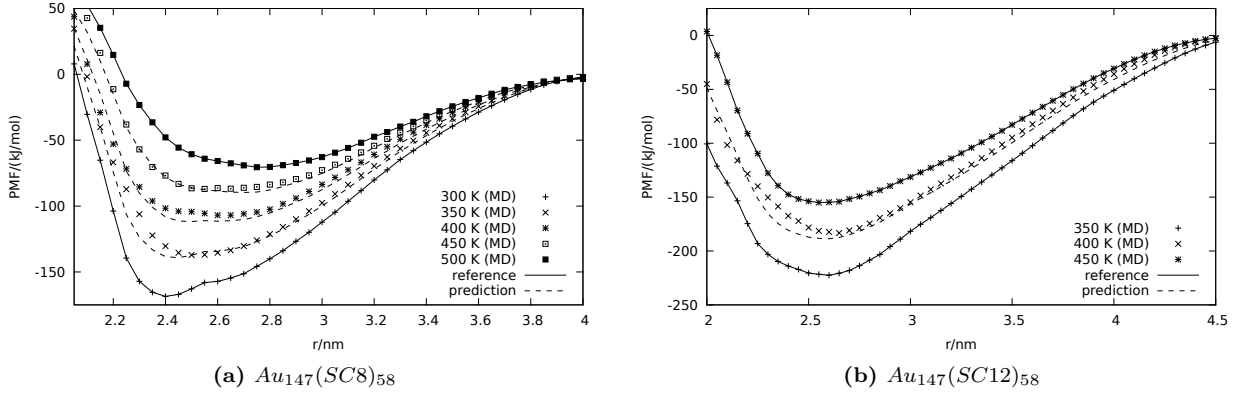 50
0
-50
-100
-150
PMF/(kJ/mol)
2.2
2.4
2.6
2.8
3
3.2
3.4
3.6
3.8
4
r/nm
300 K (MD)
350 K (MD)
400 K (MD)
450 K (MD)
500 K (MD)
reference
prediction
(a) Au147(SC8)58
0
-50
-100
-150
-200
-250
PMF/(kJ/mol)
2
2.5
3
3.5
4
4.5
r/nm
350 K (MD)
400 K (MD)
450 K (MD)
reference
prediction
(b) Au147(SC12)58